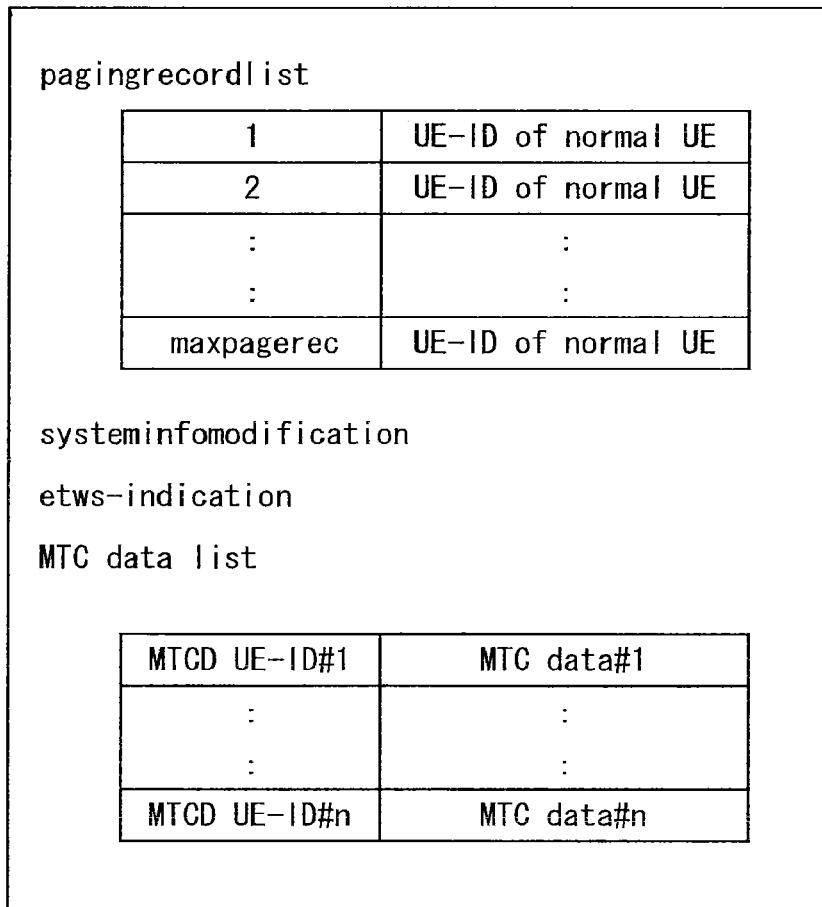 pagingrecordlist
1 UE-ID of normal UE
2 UE-ID of normal UE
: :
: :
maxpagerec UE-ID of normal UE
systeminfomodification
etws-indication
MTC data list
MTCD UE-ID#1 MTC data#1
: :
: :
MTCD UE-ID#n MTC data#n